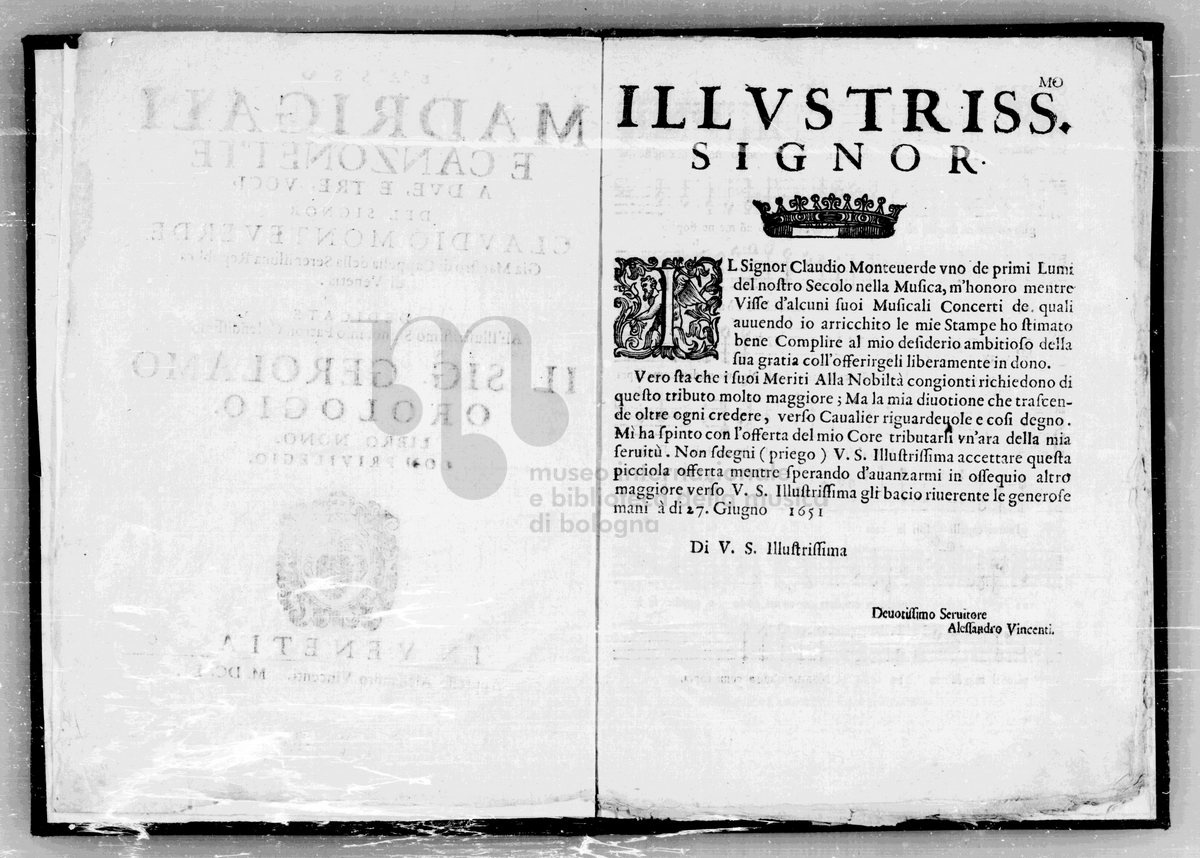 ILLVSTRISS.MO
SIGNOR.
IL Signor Claudio Monteuerde vno de primi Lumi
del nostro Secolo nella Musica, m'honoro mentre
Visse d'alcuni suoi Musicali Concerti de. quali
auuendo io arricchito le mie Stampe ho stimato
bene Complire al mio desiderio ambitioso della
sua gratia coll'offerirgeli liberamente in dono.
Vero sta che i suoi Meriti Alla Nobiltà congionti richiedono di
questo tributo molto maggiore; Ma la mia diuotione che trascen-
de oltre ogni credere, verso Caualier riguardeuole e cosi degno.
Mi ha spinto con l'offerta del mio Core tributarli vn'ara della mia
seruitù. Non sdegni (priego) V. S. Illustrissima accettare questa
picciola offerta mentre sperando d'auanzarmi in ossequio altro
maggiore verso V. S. Illustrissima gli bacio riuerente le generose
mani à di 27. Giugno 1651
Di V. S. Illustrissima
Deuotissimo Seruitore
Alessandro Vincenti.
MADRIGALI
E CANZONETTE
A DVE, E TRE, VOCI,
DEL SIGNOR
CLAVDIO MONTEVERDE
IL SIG. GEROLAMO
OROLOGIO.
LIBRO NONO.
CON PRIVILEGIO.
IN VENETIA
museo internazionale
e biblioteca della musica
di bologna